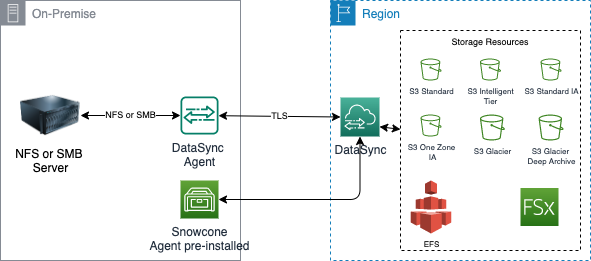 On-Premise
Region
Storage Resources
S3 Standard
S3 Intelligent
Tier
S3 Standard IA
NFS or SMB
TLS
NFS or SMB
Server
DataSync
Agent
DataSync
S3 One Zone
IA
S3 Glacier
S3 Glacier
Deep Archive
Snowcone
Agent pre-installed
EFS
FSx